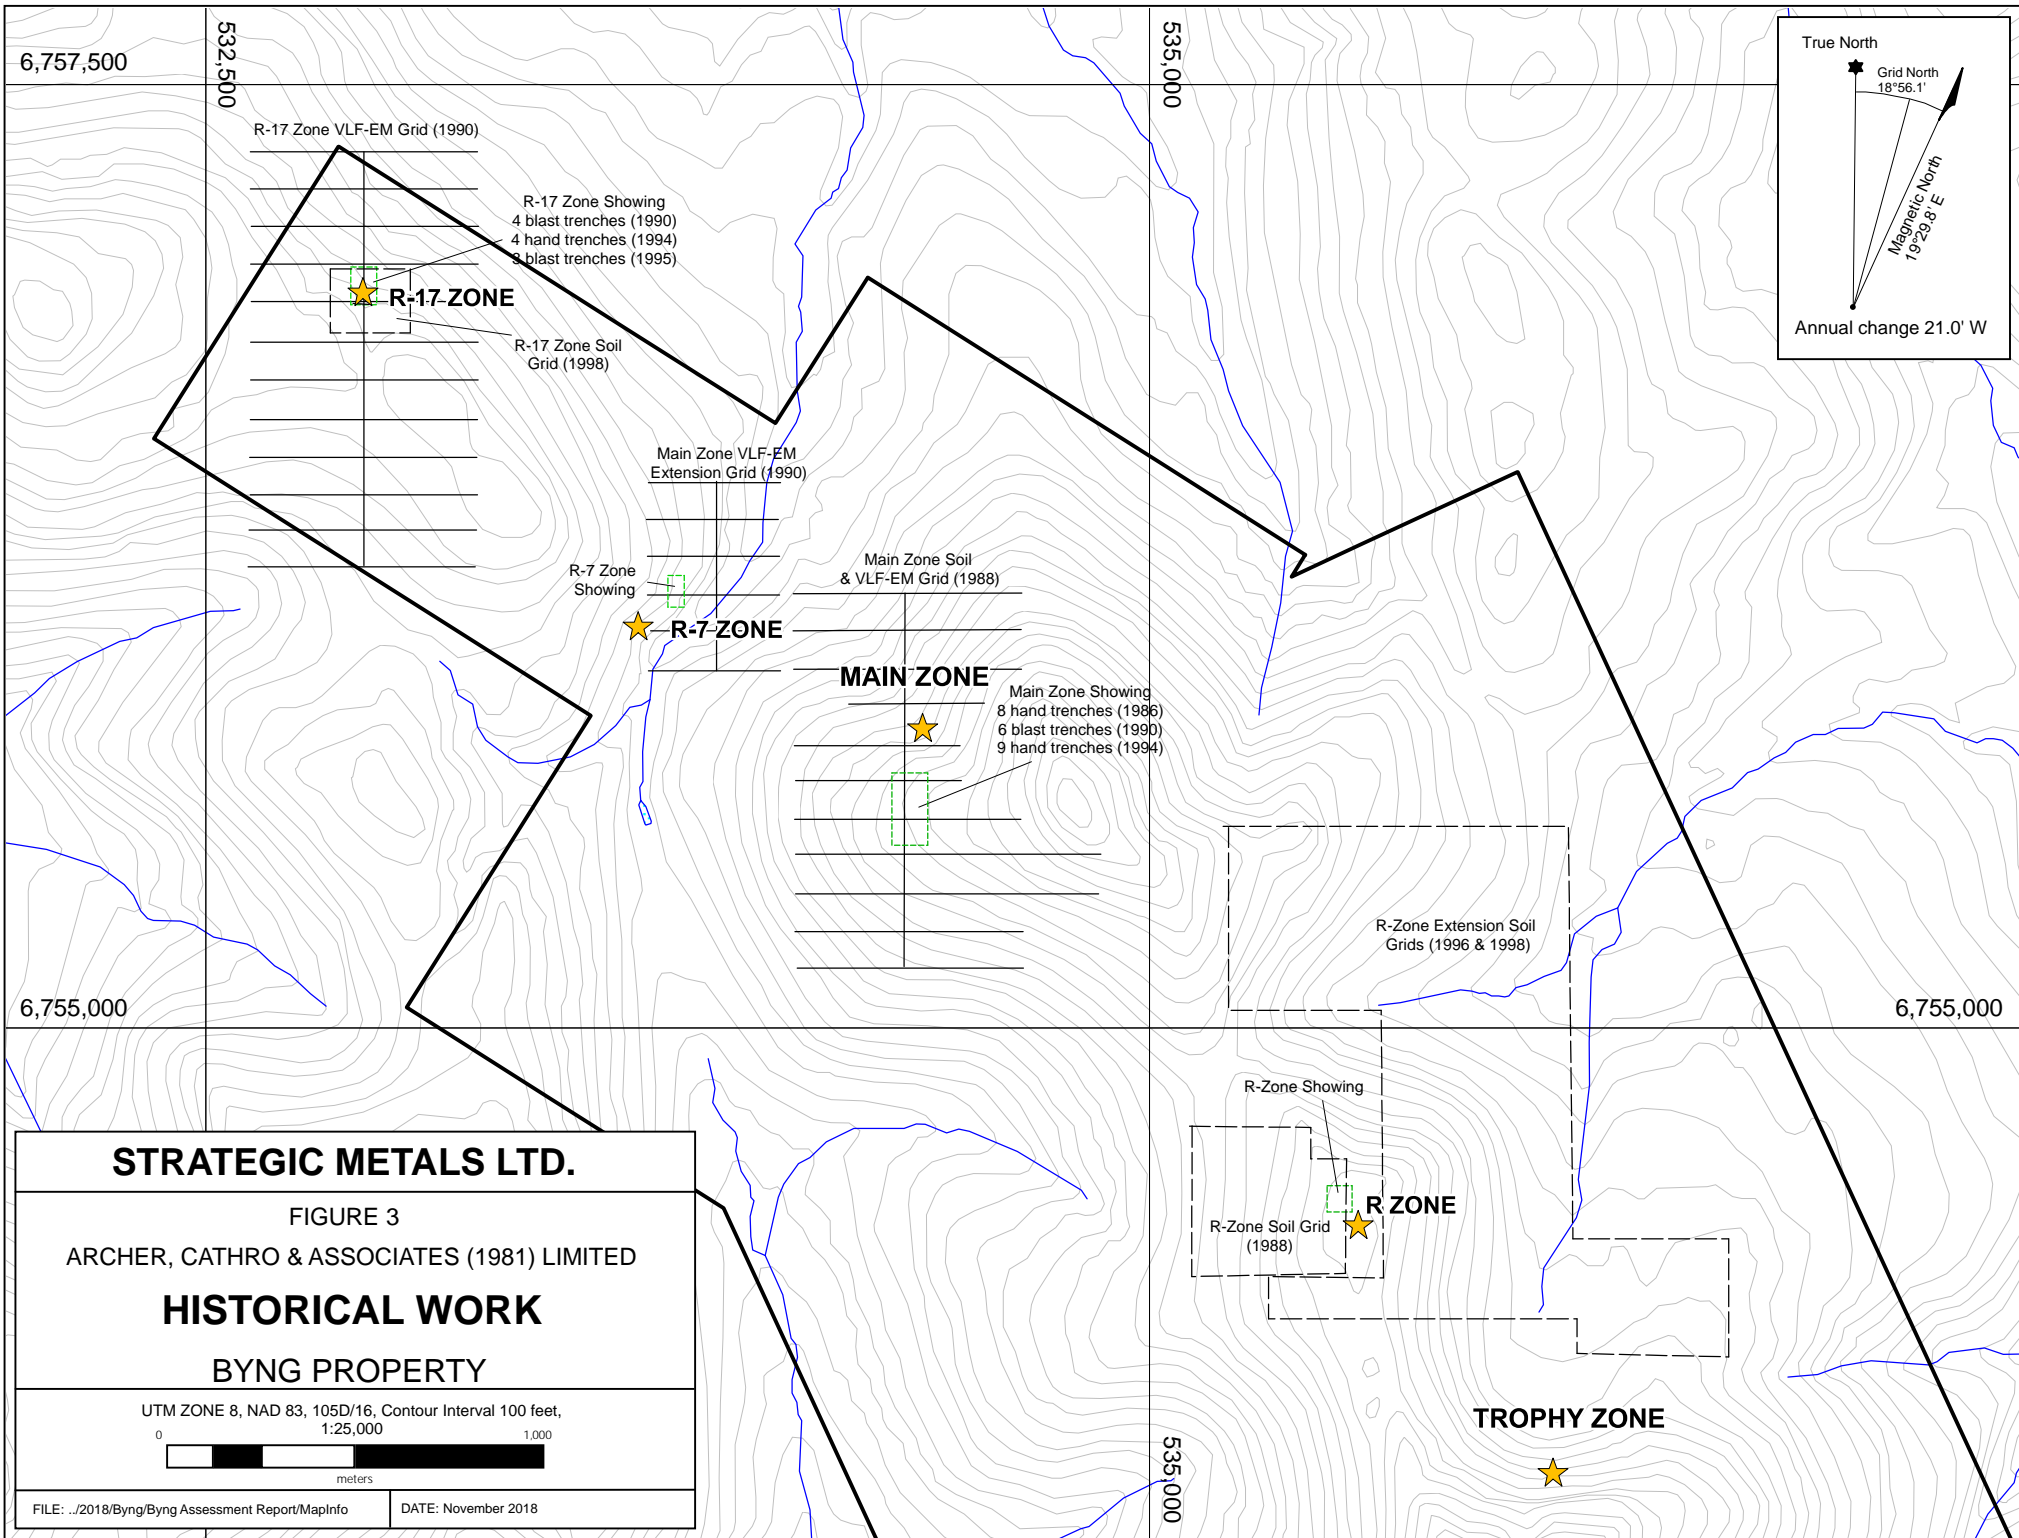 6,757,500
532,500
535,000
True North
Grid North
18°56.1'
Magnetic North
19°29.8' E
Annual change 21.0' W
R-17 Zone VLF-EM Grid (1990)
R-17 Zone Showing
4 blast trenches (1990)
4 hand trenches (1994)
3 blast trenches (1995)
R-17 ZONE
R-17 Zone Soil
Grid (1998)
Main Zone VLF-EM
Extension Grid (1990)
R-7 Zone
Showing
R-7 ZONE
Main Zone Soil
& VLF-EM Grid (1988)
MAIN ZONE
Main Zone Showing
8 hand trenches (1986)
6 blast trenches (1990)
9 hand trenches (1994)
R-Zone Extension Soil
Grids (1996 & 1998)
6,755,000
6,755,000
R-Zone Showing
R ZONE
R-Zone Soil Grid
(1988)
TROPHY ZONE
535,000
STRATEGIC METALS LTD.
FIGURE 3
ARCHER, CATHRO & ASSOCIATES (1981) LIMITED
HISTORICAL WORK
BYNG PROPERTY
UTM ZONE 8, NAD 83, 105D/16, Contour Interval 100 feet,
1:25,000
0 1,000
meters
FILE: ../2018/Byng/Byng Assessment Report/MapInfo
DATE: November 2018